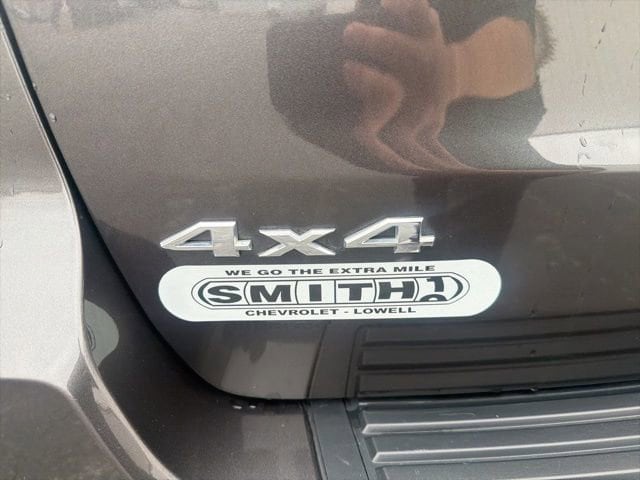 4x4
WE GO THE EXTRA MILE
SMITH
CHEVROLET - LOWELL